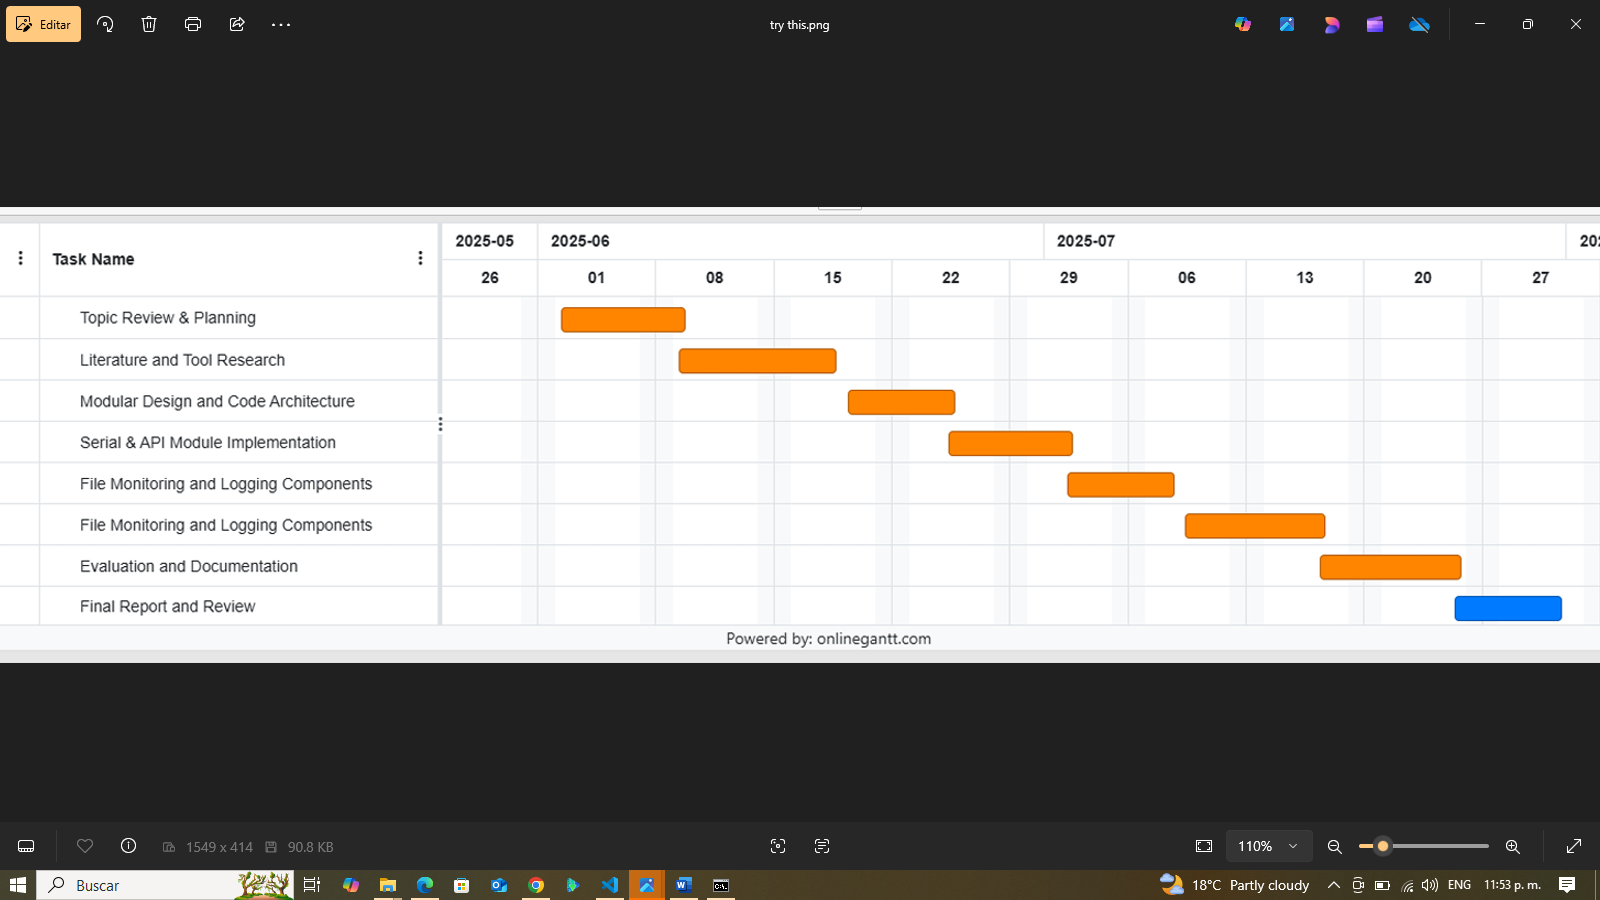 Editar
try this.png
2025-05 2025-06 2025-07
Task Name
26 01 08 15 22 29 06 13 20 27
Topic Review & Planning
Literature and Tool Research
Modular Design and Code Architecture
Serial & API Module Implementation
File Monitoring and Logging Components
File Monitoring and Logging Components
Evaluation and Documentation
Final Report and Review
Powered by: onlinegantt.com
1549 x 414 90.8 KB 110%
Buscar 18°C Partly cloudy ENG 11:53 p. m.